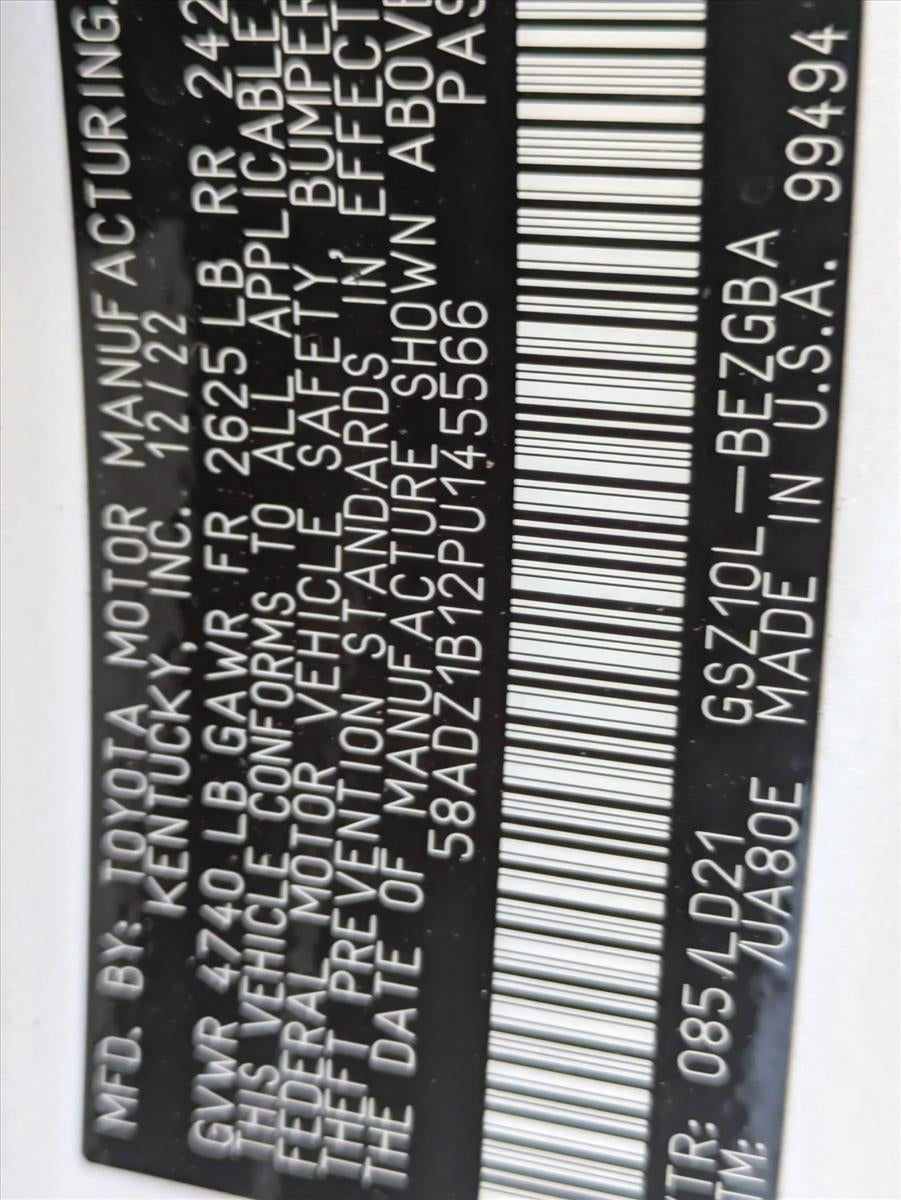 MFD. BY: TOYOTA MOTOR MANUFACTURING.
KENTUCKY, INC. 12/22
GVWR 4740 LB GAWR FR 2625 LB RR 242
THIS VEHICLE CONFORMS TO ALL APPLICABLE
FEDERAL MOTOR VEHICLE SAFETY, BUMPER
THEFT PREVENTION STANDARDS IN EFFECT
THE DATE OF MANUFACTURE SHOWN ABOVE
58ADZ1B12PU145566 PAS
TR: 085/LD21 GSZ10L-BEZGBA
TM: /UA80E MADE IN U.S.A. 99494